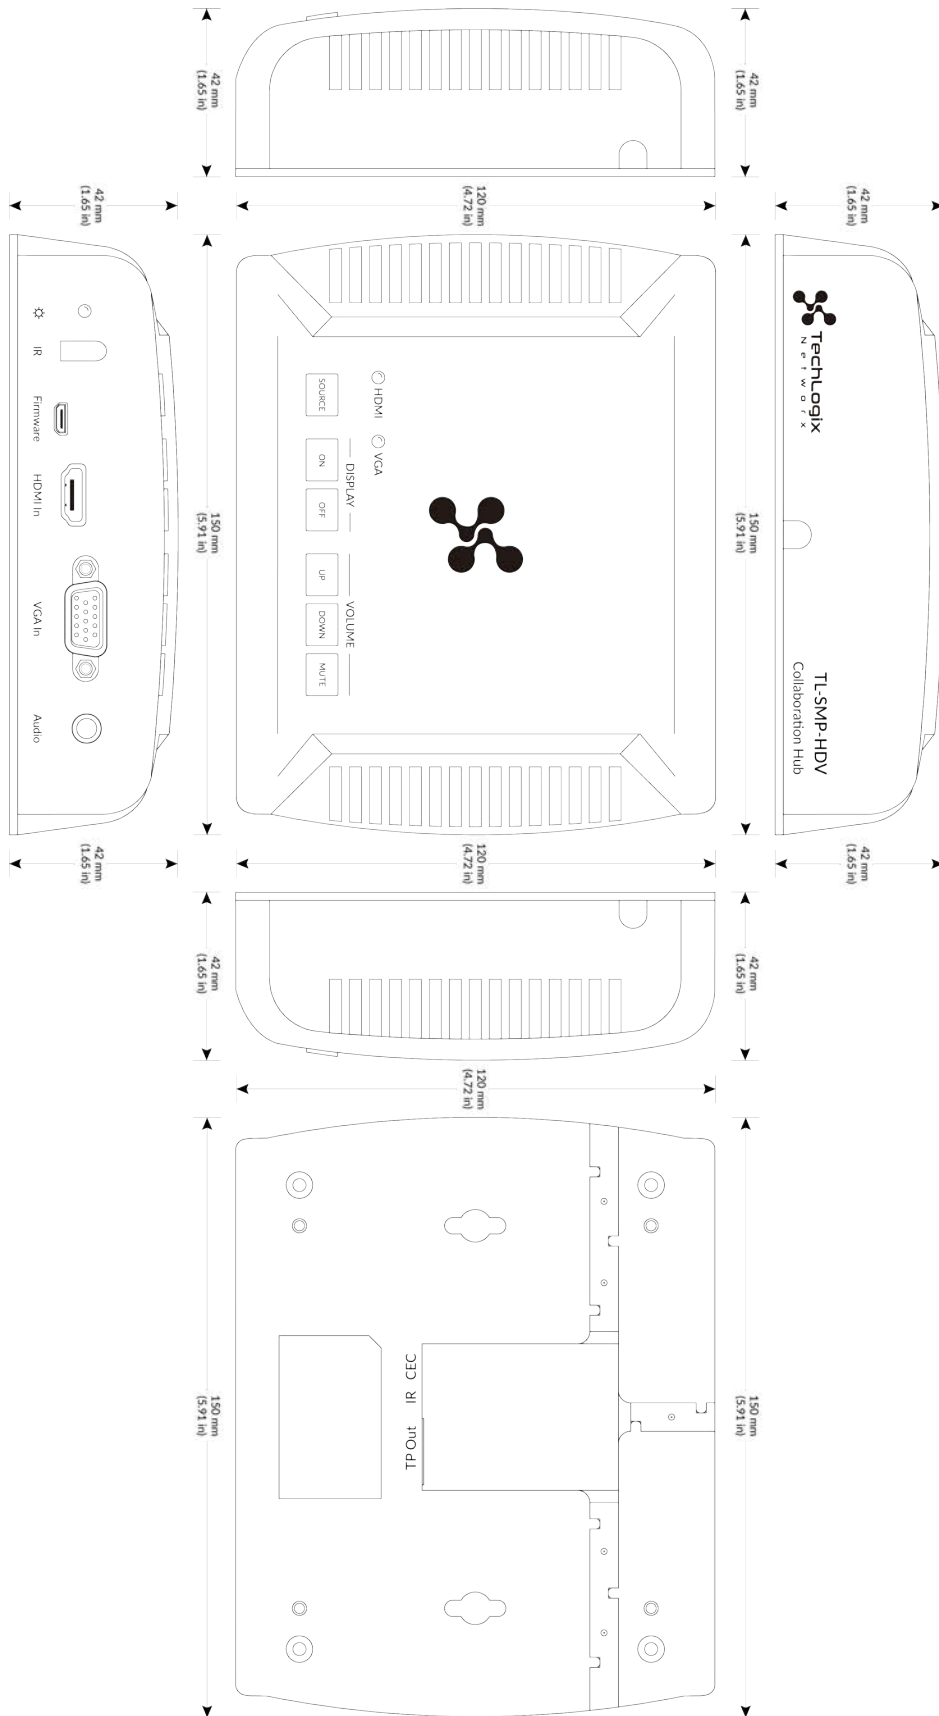 42 mm
(1.65 in)
42 mm
(1.65 in)
42 mm
(1.65 in)
120 mm
(4.72 in)
42 mm
(1.65 in)
IR
Firmware
HDMI In
VGA In
Audio
150 mm
(5.91 in)
HDMI
VGA
SOURCE
DISPLAY
ON
OFF
VOLUME
UP
DOWN
MUTE
150 mm
(5.91 in)
TechLogix
Networx
TL-SMP-HDV
Collaboration Hub
42 mm
(1.65 in)
120 mm
(4.72 in)
42 mm
(1.65 in)
42 mm
(1.65 in)
42 mm
(1.65 in)
120 mm
(4.72 in)
150 mm
(5.91 in)
TP Out IR CEC
150 mm
(5.91 in)